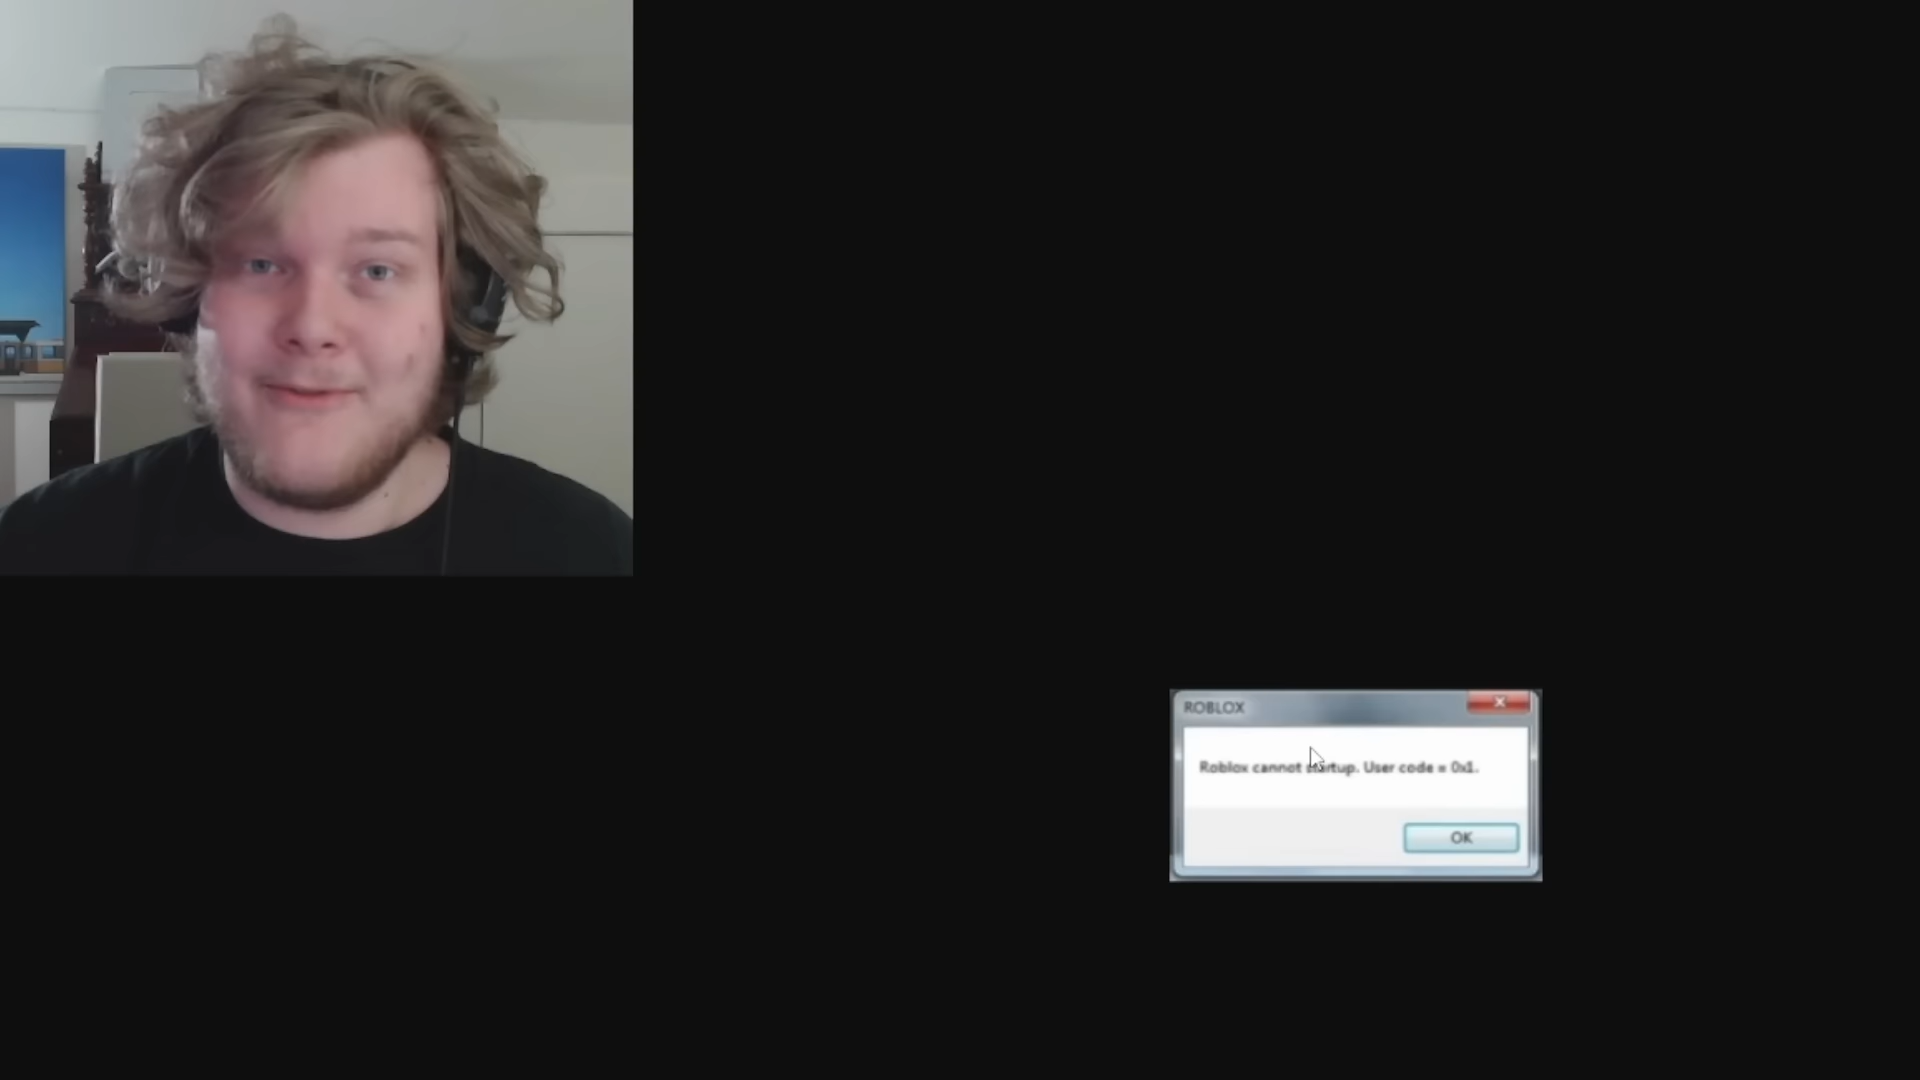 ROBLOX
Roblox cannot startup. User code = 0x1.
OK